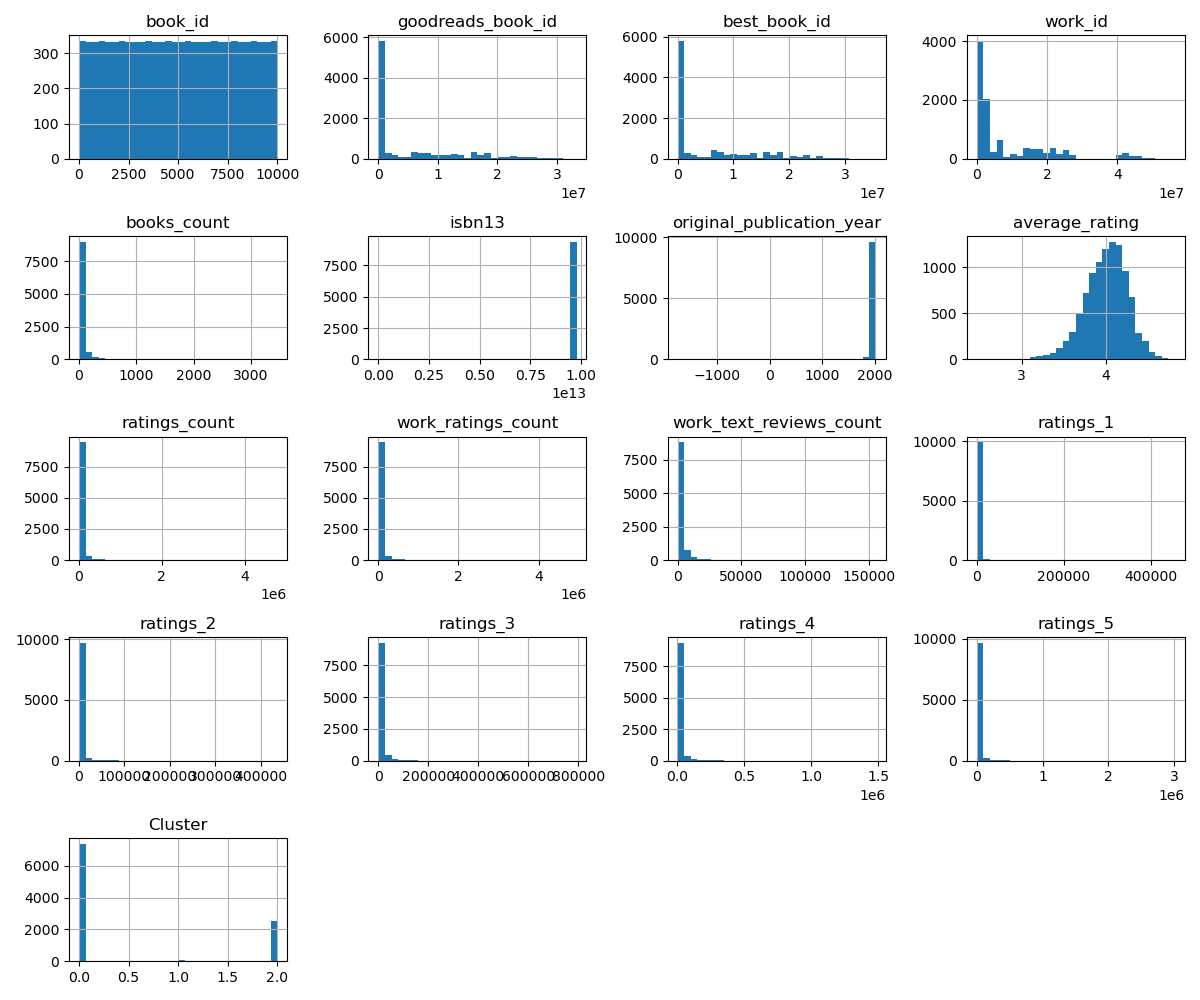 book_id goodreads_book_id best_book_id work_id
300 6000 6000 4000
200 4000 4000 2000
100 2000 2000
0 0 0 0
0 2500 5000 7500 10000 0 1 2 3 0 1 2 3 0 2 4
1e7 1e7 1e7
books_count isbn13 original_publication_year average_rating
7500 7500 10000 1000
5000 5000 5000 500
2500 2500
0 0 0 0
0 1000 2000 3000 0.00 0.25 0.50 0.75 1.00 −1000 0 1000 2000 3 4
1e13
ratings_count work_ratings_count work_text_reviews_count ratings_1
7500 7500 7500 10000
5000 5000 5000 5000
2500 2500 2500
0 0 0 0
0 2 4 0 2 4 0 50000 100000 150000 0 200000 400000
1e6 1e6
ratings_2 ratings_3 ratings_4 ratings_5
10000 7500 7500 10000
5000 5000 5000 5000
2500 2500
0 0 0 0
0 100000 200000 300000 400000 0 200000 400000 600000 800000 0.0 0.5 1.0 1.5 0 1 2 3
1e6 1e6
Cluster
6000
4000
2000
0
0.0 0.5 1.0 1.5 2.0